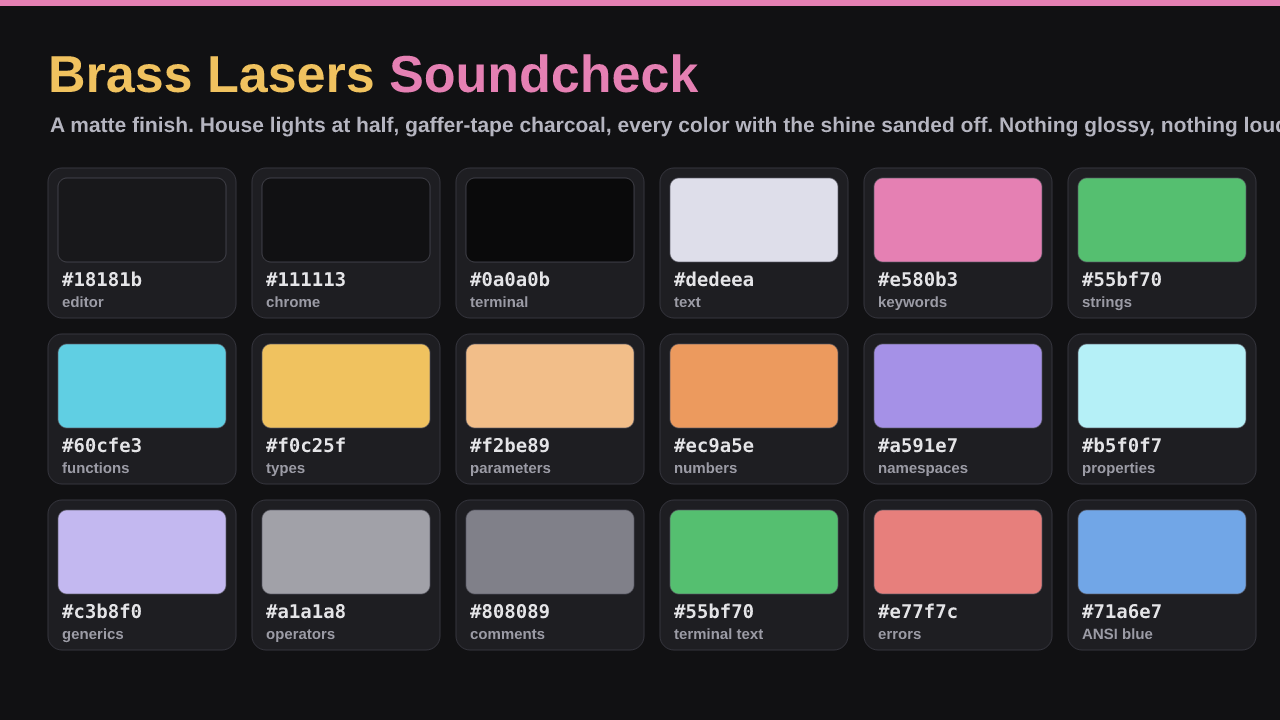 Brass Lasers Soundcheck
A matte finish. House lights at half, gaffer-tape charcoal, every color with the shine sanded off. Nothing glossy, nothing
#18181b #111113 #0a0a0b #dedeea #e580b3 #55bf70
editor chrome terminal text keywords strings
#60cfe3 #f0c25f #f2be89 #ec9a5e #a591e7 #b5f0f7
functions types parameters numbers namespaces properties
#c3b8f0 #a1a1a8 #808089 #55bf70 #e77f7c #71a6e7
generics operators comments terminal text errors ANSI blue